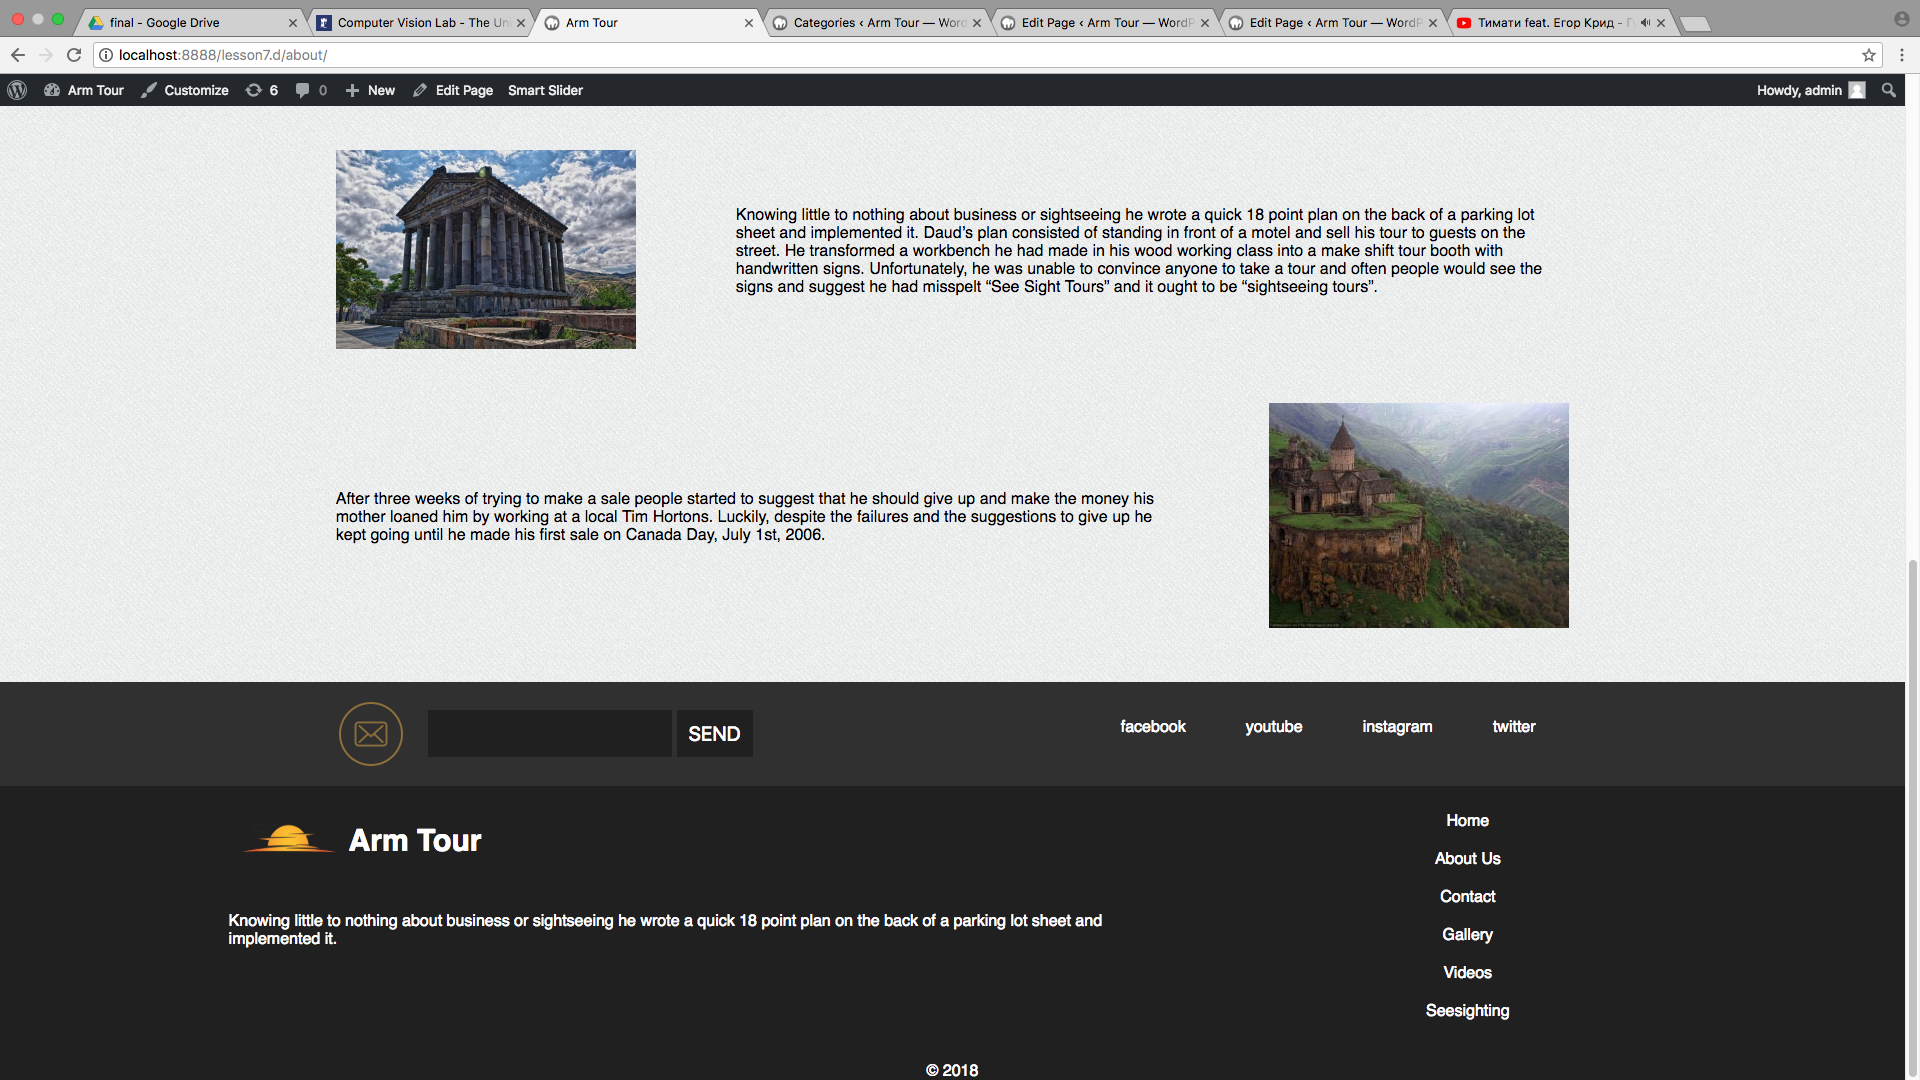 final - Google Drive
Computer Vision Lab - The Un
Arm Tour
Categories ‹ Arm Tour — Word
Edit Page ‹ Arm Tour — WordP
Edit Page ‹ Arm Tour — WordP
Тимати feat. Егор Крид - Г
localhost:8888/lesson7.d/about/
Arm Tour Customize 6 0 New Edit Page Smart Slider Howdy, admin
Knowing little to nothing about business or sightseeing he wrote a quick 18 point plan on the back of a parking lot
sheet and implemented it. Daud’s plan consisted of standing in front of a motel and sell his tour to guests on the
street. He transformed a workbench he had made in his wood working class into a make shift tour booth with
handwritten signs. Unfortunately, he was unable to convince anyone to take a tour and often people would see the
signs and suggest he had misspelt “See Sight Tours” and it ought to be “sightseeing tours”.
After three weeks of trying to make a sale people started to suggest that he should give up and make the money his
mother loaned him by working at a local Tim Hortons. Luckily, despite the failures and the suggestions to give up he
kept going until he made his first sale on Canada Day, July 1st, 2006.
SEND
facebook youtube instagram twitter
Arm Tour
Knowing little to nothing about business or sightseeing he wrote a quick 18 point plan on the back of a parking lot sheet and
implemented it.
Home
About Us
Contact
Gallery
Videos
Seesighting
© 2018